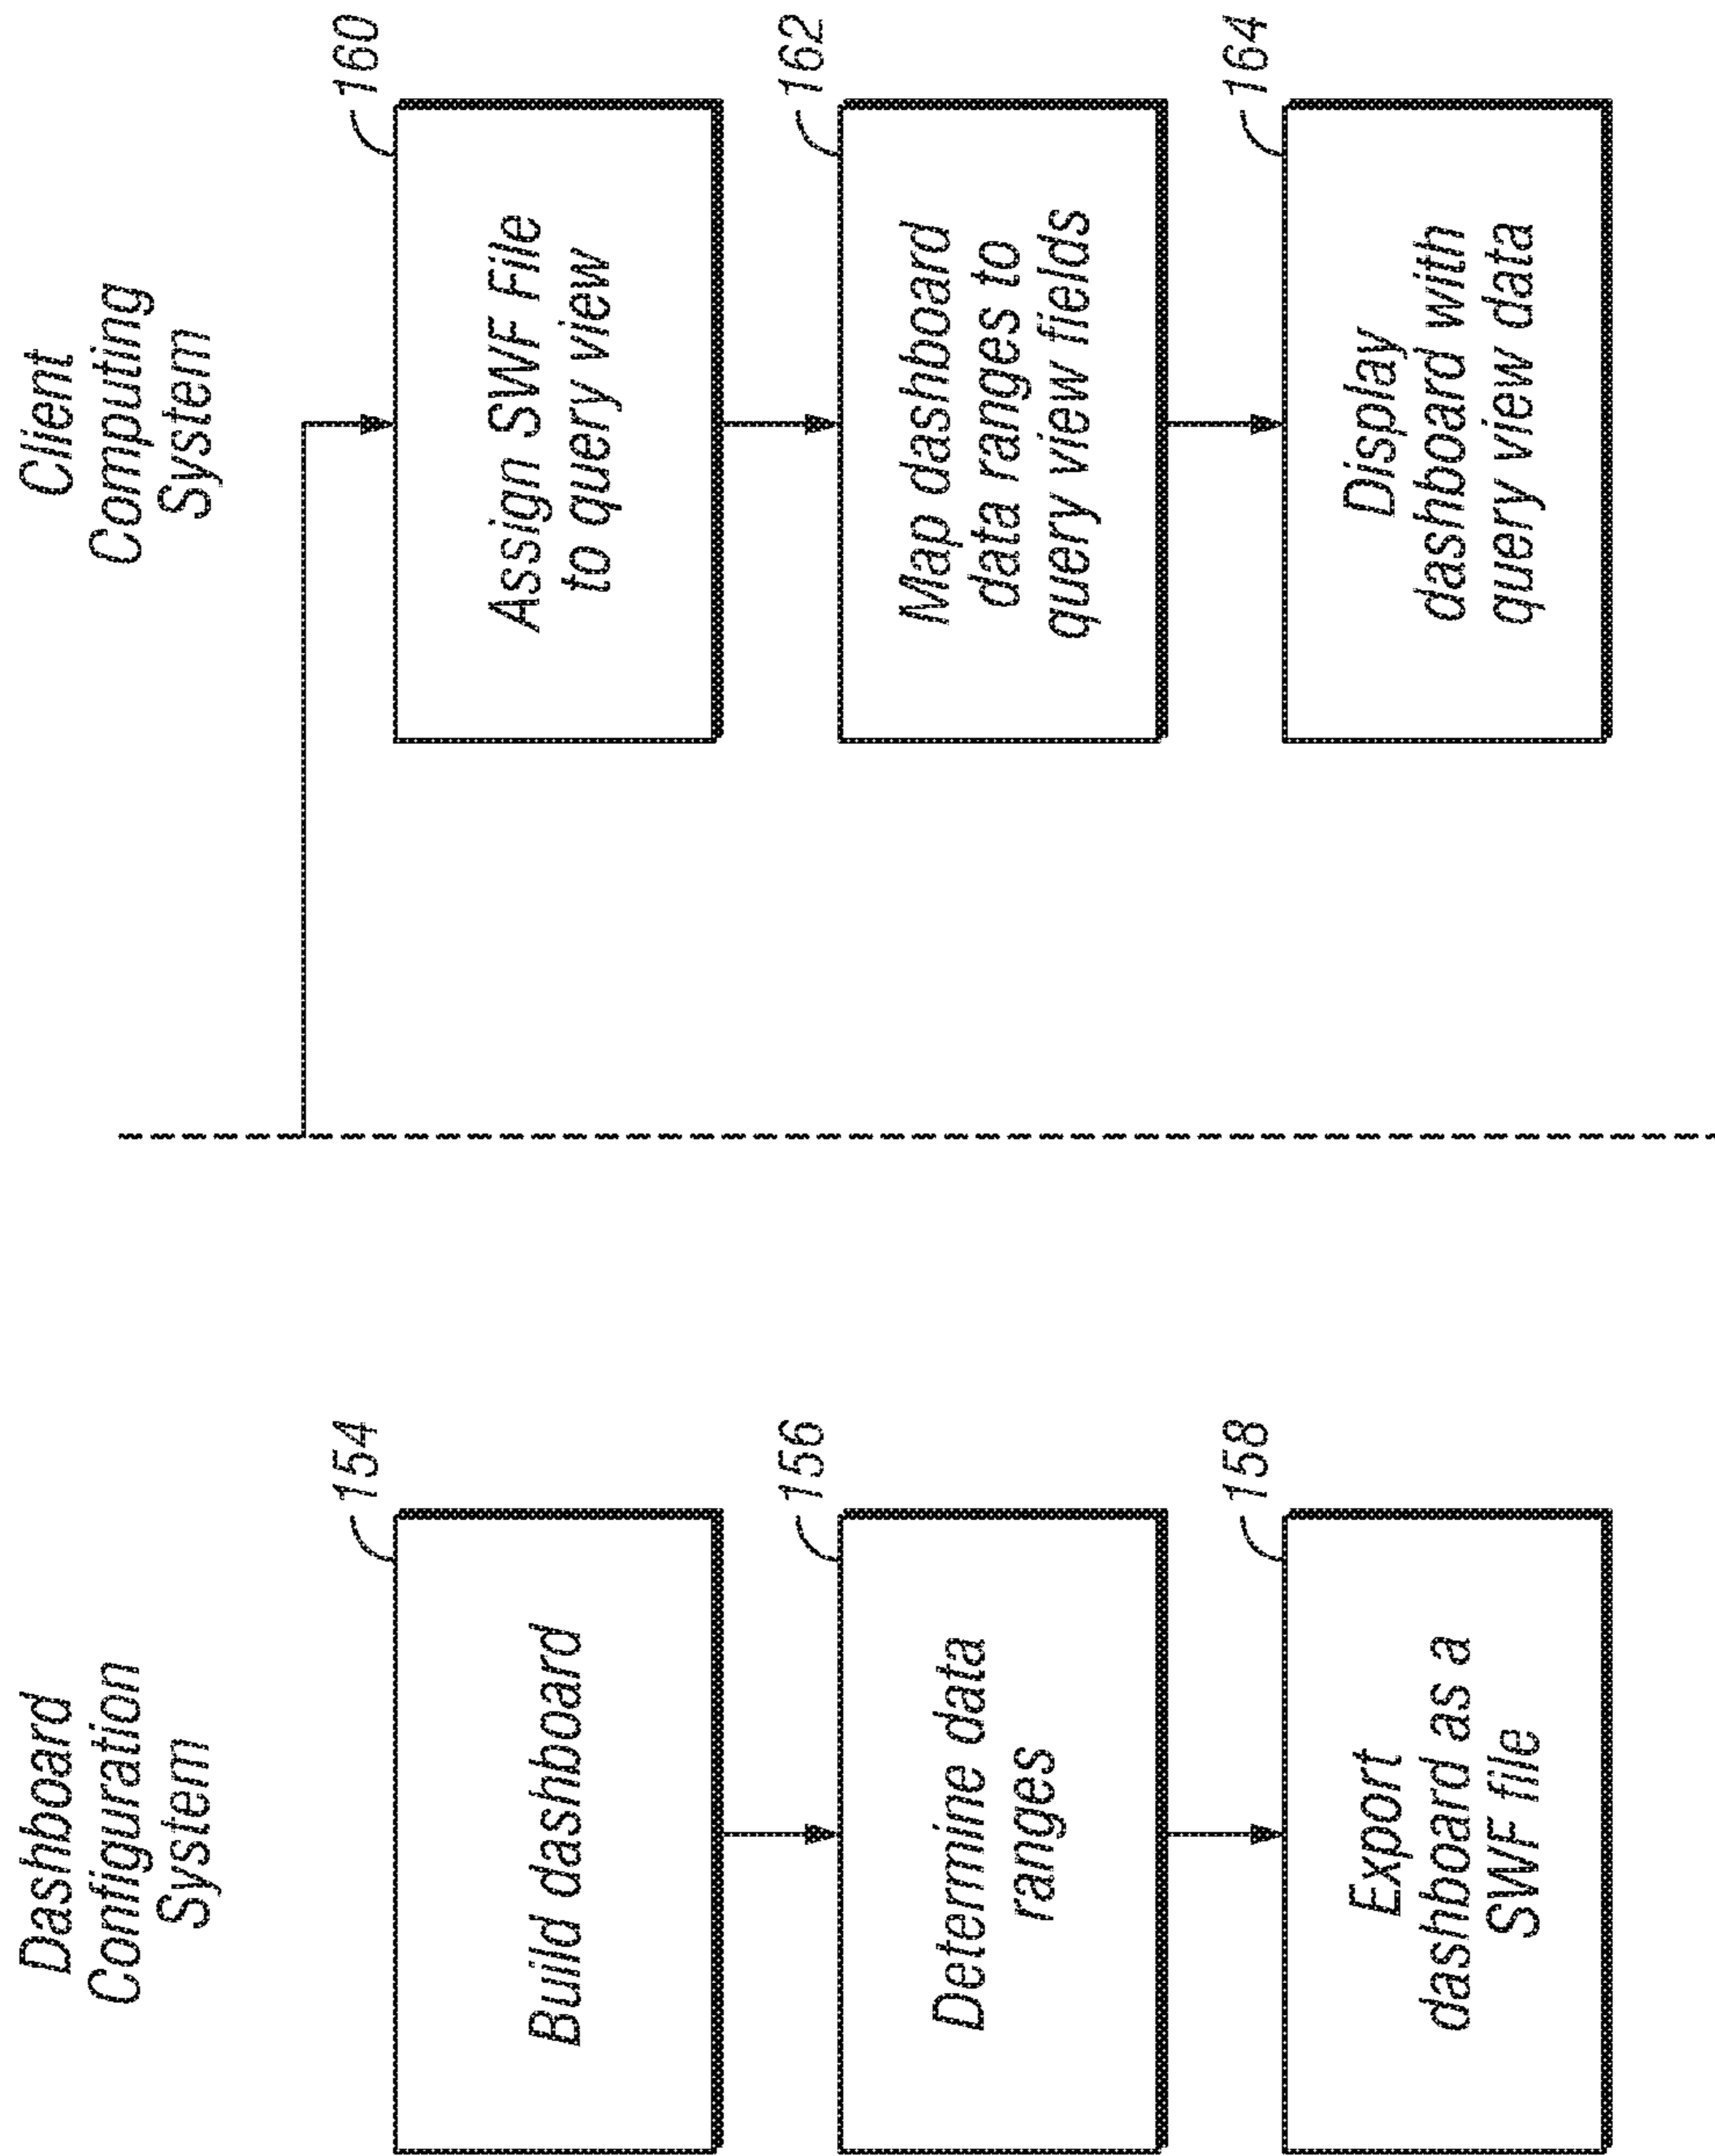 Dashboard
Configuration
System
154
Build dashboard
156
Determine data
ranges
158
Export
dashboard as a
SWF file
Client
Computing
System
160
Assign SWF File
to query view
162
Map dashboard
data ranges to
query view fields
164
Display
dashboard with
query view data